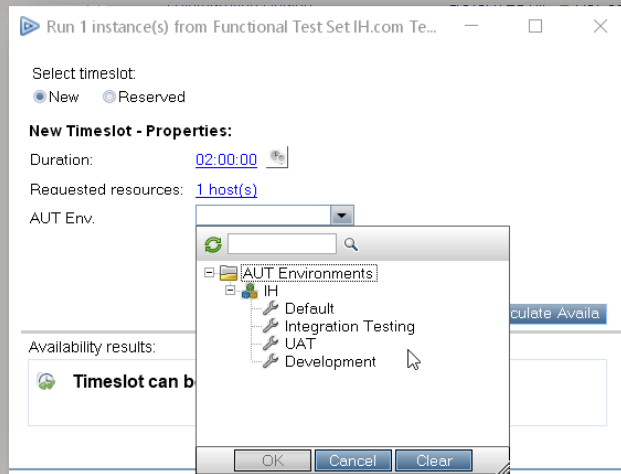 Run 1 instance(s) from Functional Test Set IH.com Te...
Select timeslot:
New Reserved
New Timeslot - Properties:
Duration: 02:00:00
Requested resources: 1 host(s)
AUT Env.
AUT Environments
IH
Default
Integration Testing
culate Availa
UAT
Availability results:
Development
Timeslot can b
OK Cancel Clear